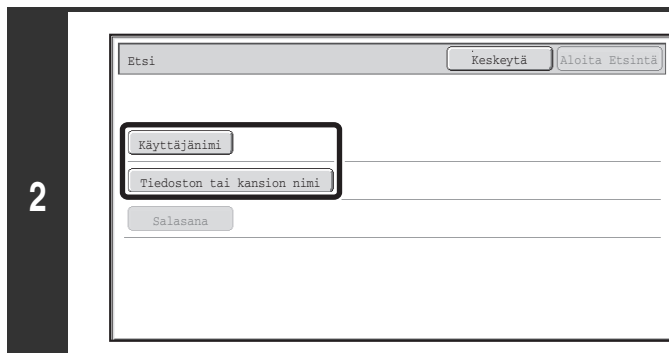 2
Etsi Keskeytä Aloita Etsintä
Käyttäjänimi
Tiedoston tai kansion nimi
Salasana